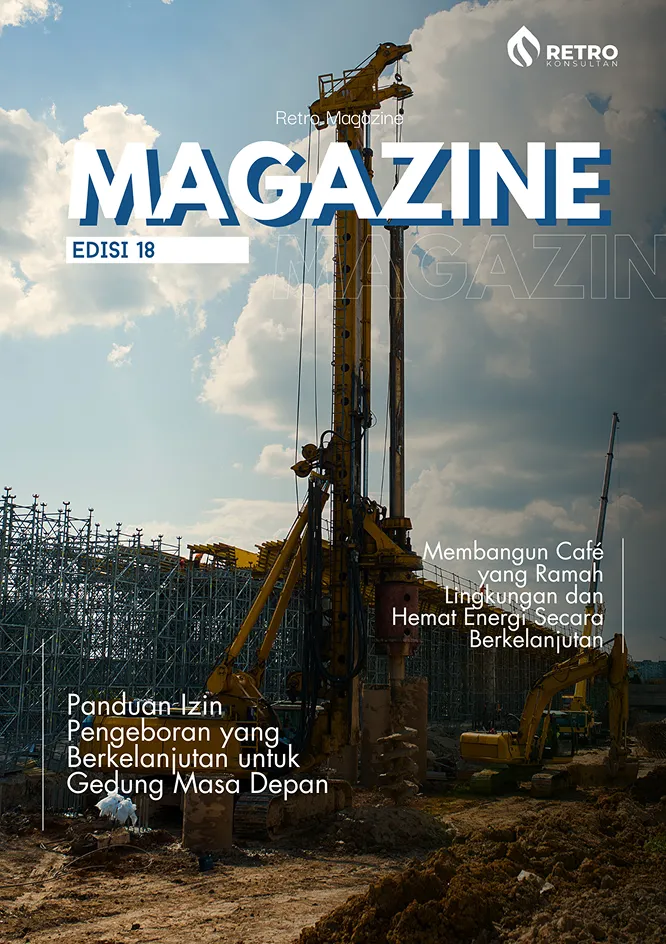 RETRO
KONSULTAN
Retro Magazine
MAGAZINE
EDISI 18
MAGAZIN
Membangun Café
yang Ramah
Lingkungan dan
Hemat Energi Secara
Berkelanjutan
Panduan Izin
Pengeboran yang
Berkelanjutan untuk
Gedung Masa Depan